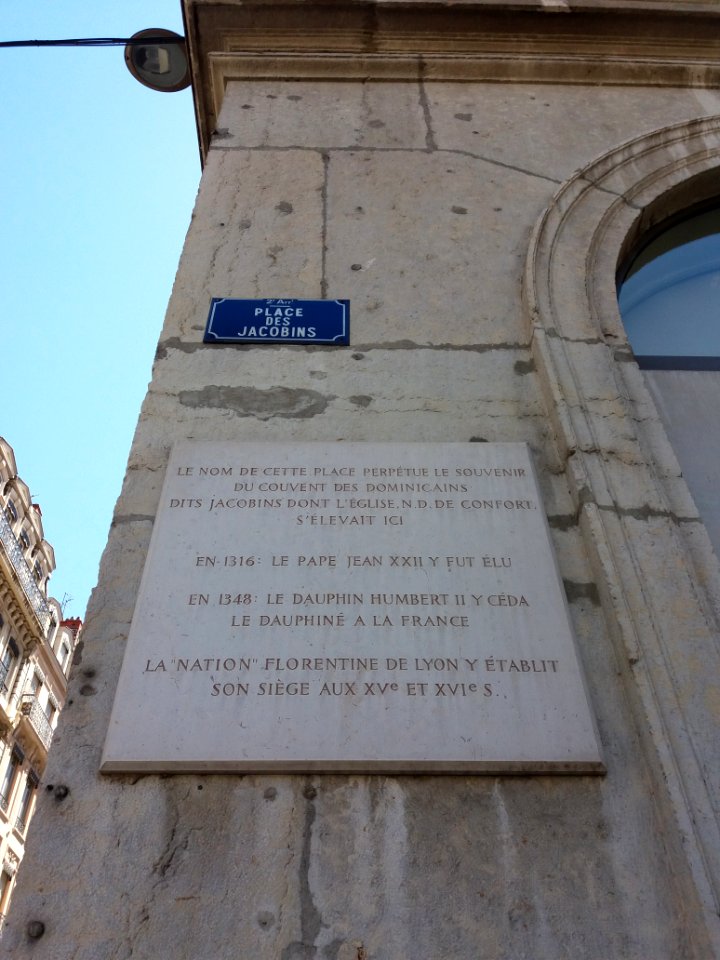 2e Arrt
PLACE
DES
JACOBINS
LE NOM DE CETTE PLACE PERPÉTUE LE SOUVENIR
DU COUVENT DES DOMINICAINS
DITS JACOBINS DONT L'ÉGLISE, N.D. DE CONFORT,
S'ÉLEVAIT ICI
EN 1316: LE PAPE JEAN XXII Y FUT ÉLU
EN 1348: LE DAUPHIN HUMBERT II Y CÉDA
LE DAUPHINÉ A LA FRANCE
LA "NATION" FLORENTINE DE LYON Y ÉTABLIT
SON SIÈGE AUX XVe ET XVIe S.